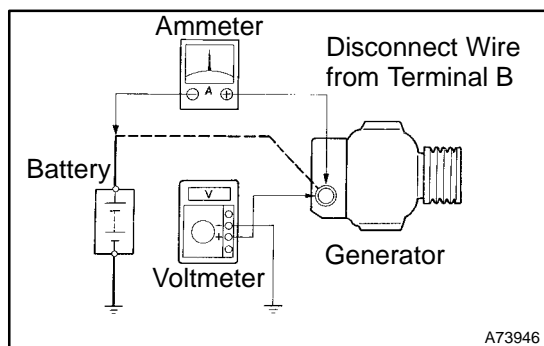 Ammeter
Disconnect Wire
from Terminal B
A
− +
Battery
V
−
+
Voltmeter
Generator
A73946